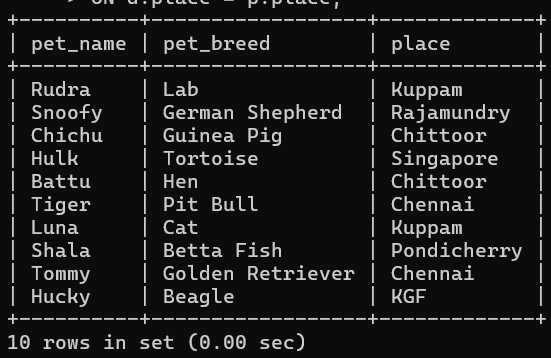 > ON d.place = p.place;
+----------+------------------+-------------+
| pet_name | pet_breed        | place       |
+----------+------------------+-------------+
| Rudra    | Lab              | Kuppam      |
| Snoofy   | German Shepherd  | Rajamundry  |
| Chichu   | Guinea Pig       | Chittoor    |
| Hulk     | Tortoise         | Singapore   |
| Battu    | Hen              | Chittoor    |
| Tiger    | Pit Bull         | Chennai     |
| Luna     | Cat              | Kuppam      |
| Shala    | Betta Fish       | Pondicherry |
| Tommy    | Golden Retriever | Chennai     |
| Hucky    | Beagle           | KGF         |
+----------+------------------+-------------+
10 rows in set (0.00 sec)